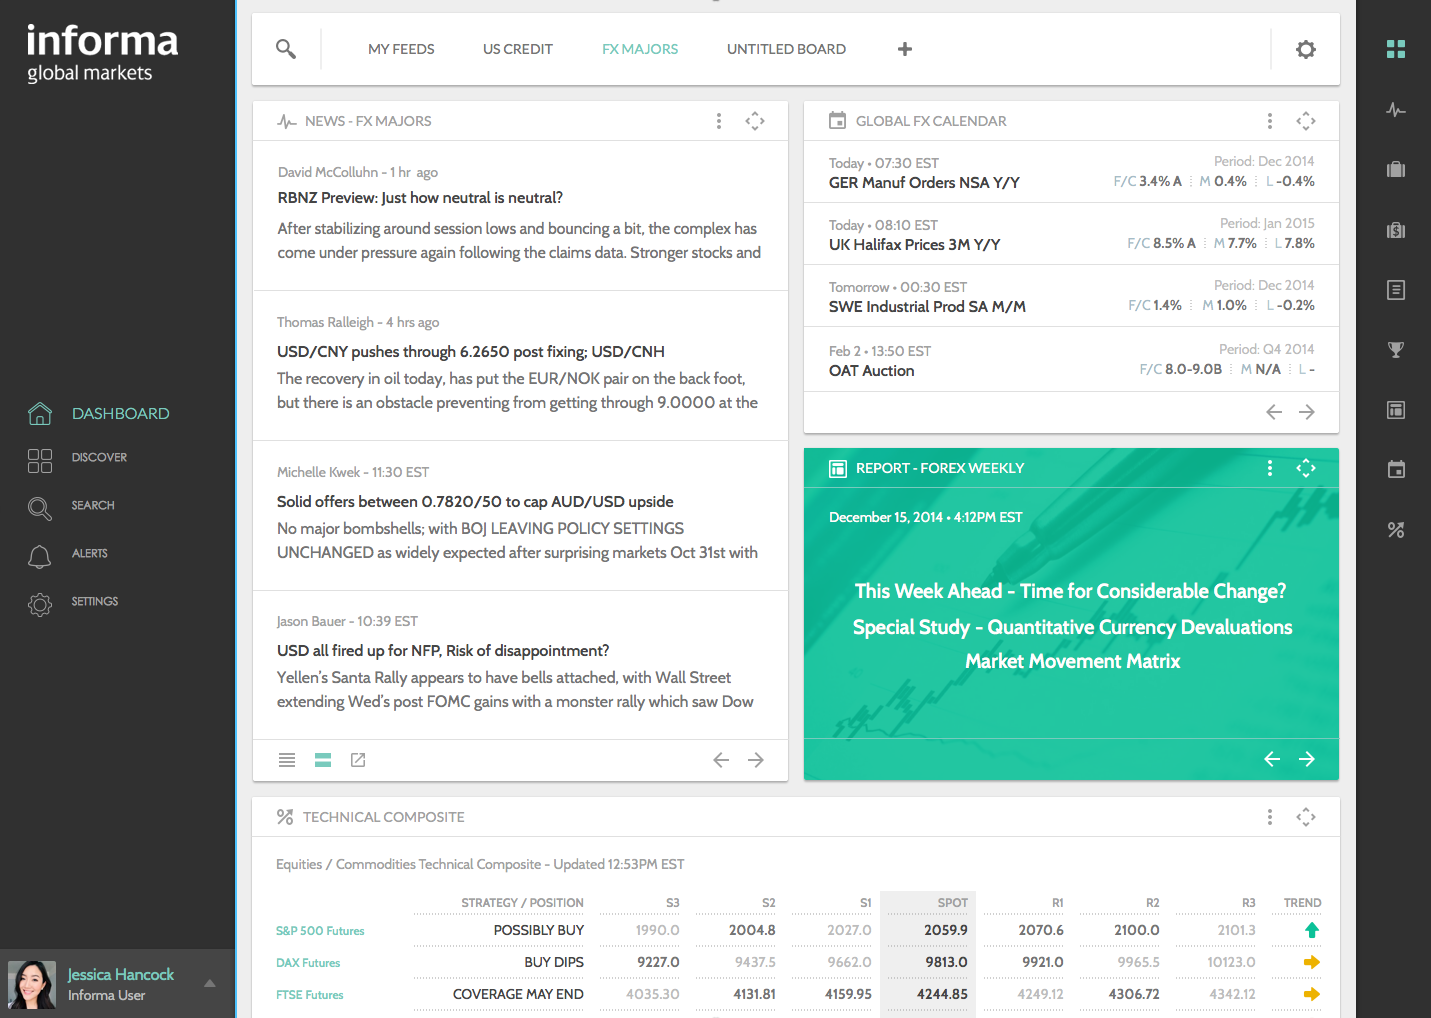 informa
global markets
DASHBOARD
DISCOVER
SEARCH
ALERTS
SETTINGS
Jessica Hancock
Informa User
MY FEEDS
US CREDIT
FX MAJORS
UNTITLED BOARD
NEWS - FX MAJORS
David McColluhn - 1 hr ago
RBNZ Preview: Just how neutral is neutral?
After stabilizing around session lows and bouncing a bit, the complex has
come under pressure again following the claims data. Stronger stocks and
Thomas Ralleigh - 4 hrs ago
USD/CNY pushes through 6.2650 post fixing; USD/CNH
The recovery in oil today, has put the EUR/NOK pair on the back foot,
but there is an obstacle preventing from getting through 9.0000 at the
Michelle Kwek - 11:30 EST
Solid offers between 0.7820/50 to cap AUD/USD upside
No major bombshells; with BOJ LEAVING POLICY SETTINGS
UNCHANGED as widely expected after surprising markets Oct 31st with
Jason Bauer - 10:39 EST
USD all fired up for NFP, Risk of disappointment?
Yellen's Santa Rally appears to have bells attached, with Wall Street
extending Wed's post FOMC gains with a monster rally which saw Dow
GLOBAL FX CALENDAR
Today • 07:30 EST Period: Dec 2014
GER Manuf Orders NSA Y/Y F/C 3.4% A M 0.4% L -0.4%
Today • 08:10 EST Period: Jan 2015
UK Halifax Prices 3M Y/Y F/C 8.5% A M 7.7% L 7.8%
Tomorrow • 00:30 EST Period: Dec 2014
SWE Industrial Prod SA M/M F/C 1.4% M 1.0% L -0.2%
Feb 2 • 13:50 EST Period: Q4 2014
OAT Auction F/C 8.0-9.0B M N/A L -
REPORT - FOREX WEEKLY
December 15, 2014 • 4:12PM EST
This Week Ahead - Time for Considerable Change?
Special Study - Quantitative Currency Devaluations
Market Movement Matrix
TECHNICAL COMPOSITE
Equities / Commodities Technical Composite - Updated 12:53PM EST
STRATEGY / POSITION S3 S2 S1 SPOT R1 R2 R3 TREND
S&P 500 Futures POSSIBLY BUY 1990.0 2004.8 2027.0 2059.9 2070.6 2100.0 2101.3
DAX Futures BUY DIPS 9227.0 9437.5 9662.0 9813.0 9921.0 9965.5 10123.0
FTSE Futures COVERAGE MAY END 4035.30 4131.81 4159.95 4244.85 4249.12 4306.72 4342.12